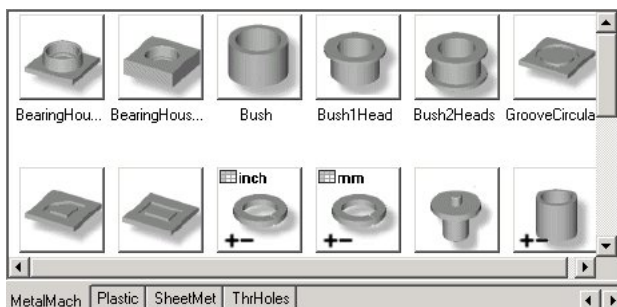 BearingHou... BearingHous... Bush Bush1Head Bush2Heads GrooveCircula
inch mm
MetalMach Plastic SheetMet ThrHoles